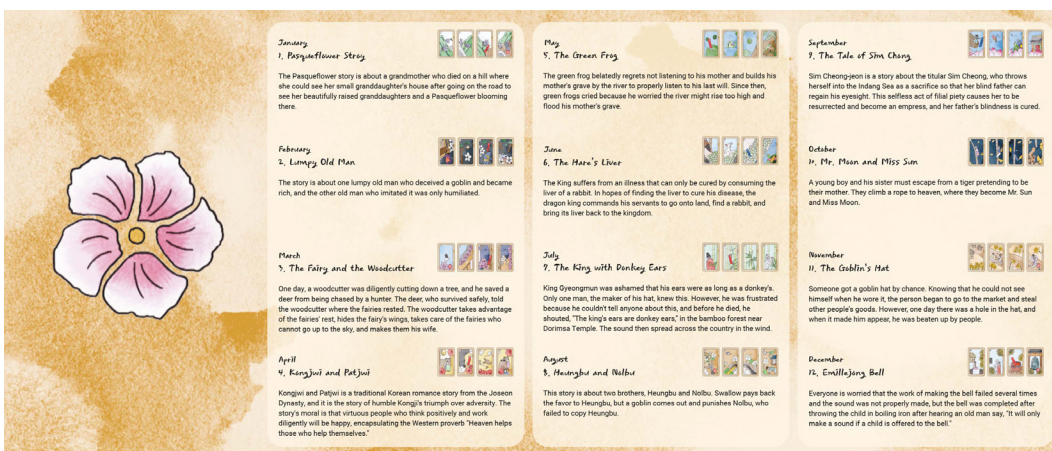 January
1. Pasqueflower Stroy
The Pasqueflower story is about a grandmother who died on a hill where
she could see her small granddaughter's house after going on the road to
see her beautifully raised granddaughters and a Pasqueflower blooming
there.
February
2. Lumpy Old Man
The story is about one lumpy old man who deceived a goblin and became
rich, and the other old man who imitated it was only humiliated.
March
3. The Fairy and the Woodcutter
One day, a woodcutter was diligently cutting down a tree, and he saved a
deer from being chased by a hunter. The deer, who survived safely, told
the woodcutter where the fairies rested. The woodcutter takes advantage
of the fairies' rest, hides the fairy's wings, takes care of the fairies who
cannot go up to the sky, and makes them his wife.
April
4. Kongjwi and Patjwi
Kongjwi and Patjwi is a traditional Korean romance story from the Joseon
Dynasty, and it is the story of humble Kongji's triumph over adversity. The
story's moral is that virtuous people who think positively and work
diligently will be happy, encapsulating the Western proverb "Heaven helps
those who help themselves."
May
5. The Green Frog
The green frog belatedly regrets not listening to his mother and builds his
mother's grave by the river to properly listen to his last will. Since then,
green frogs cried because he worried the river might rise too high and
flood his mother's grave.
June
6. The Hare's Liver
The King suffers from an illness that can only be cured by consuming the
liver of a rabbit. In hopes of finding the liver to cure his disease, the
dragon king commands his servants to go onto land, find a rabbit, and
bring its liver back to the kingdom.
July
7. The King with Donkey Ears
King Gyeongmun was ashamed that his ears were as long as a donkey's.
Only one man, the maker of his hat, knew this. However, he was frustrated
because he couldn't tell anyone about this, and before he died, he
shouted, "The king's ears are donkey ears," in the bamboo forest near
Dorimsa Temple. The sound then spread across the country in the wind.
August
8. Heungbu and Nolbu
This story is about two brothers, Heungbu and Nolbu. Swallow pays back
the favor to Heungbu, but a goblin comes out and punishes Nolbu, who
failed to copy Heungbu.
September
9. The Tale of Sim Chong
Sim Cheong-jeon is a story about the titular Sim Cheong, who throws
herself into the Indang Sea as a sacrifice so that her blind father can
regain his eyesight. This selfless act of filial piety causes her to be
resurrected and become an empress, and her father's blindness is cured.
October
10. Mr. Moon and Miss Sun
A young boy and his sister must escape from a tiger pretending to be
their mother. They climb a rope to heaven, where they become Mr. Sun
and Miss Moon.
November
11. The Goblin's Hat
Someone got a goblin hat by chance. Knowing that he could not see
himself when he wore it, the person began to go to the market and steal
other people's goods. However, one day there was a hole in the hat, and
when it made him appear, he was beaten up by people.
December
12. Emillejong Bell
Everyone is worried that the work of making the bell failed several times
and the sound was not properly made, but the bell was completed after
throwing the child in boiling iron after hearing an old man say, "It will only
make a sound if a child is offered to the bell."